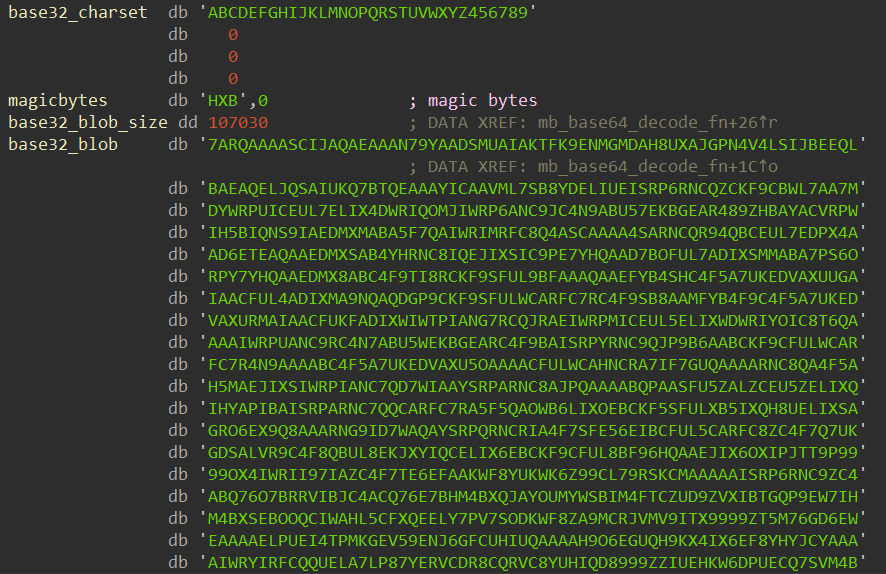 base32_charset db 'ABCDEFGHIJKLMNOPQRSTUVWXYZ456789'
db 0
db 0
db 0
magicbytes db 'HXB',0 ; magic bytes
base32_blob_size dd 107030 ; DATA XREF: mb_base64_decode_fn+26↑r
base32_blob db '7ARQAAAASCIJAQAEAAAN79YAADSMUAIAKTFK9ENMGMDAH8UXAJGPN4V4LSIJBEEQL'
; DATA XREF: mb_base64_decode_fn+1C↑o
db 'BAEAQELJQSAIUKQ7BTQEAAAYICAAVML7SB8YDELIUEISRP6RNCQZCKF9CBWL7AA7M'
db 'DYWRPUICEUL7ELIX4DWRIQOMJIWRP6ANC9JC4N9ABU57EKBGEAR489ZHBAYACVRPW'
db 'IH5BIQNS9IAEDMXMABA5F7QAIWRIMRFC8Q4ASCAAAA4SARNCQR94QBCEUL7EDPX4A'
db 'AD6ETEAQAAEDMXSAB4YHRNC8IQEJIXSIC9PE7YHQAAD7BOFUL7ADIXSMMABA7PS6O'
db 'RPY7YHQAAEDMX8ABC4F9TI8RCKF9SFUL9BFAAAQAAEFYB4SHC4F5A7UKEDVAXUUGA'
db 'IAACFUL4ADIXMA9NQAQDGP9CKF9SFULWCARFC7RC4F9SB8AAMFYB4F9C4F5A7UKED'
db 'VAXURMAIAACFUKFADIXWIWTPIANG7RCQJRAEIWRPMICEUL5ELIXWDWRIYOIC8T6QA'
db 'AAAIWRPUANC9RC4N7ABU5WEKBGEARC4F9BAISRPYRNC9QJP9B6AABCKF9CFULWCAR'
db 'FC7R4N9AAAABC4F5A7UKEDVAXU5OAAAACFULWCAHNCRA7IF7GUQAAAARNC8QA4F5A'
db 'H5MAEJIXSIWRPIANC7QD7WIAAYSRPARNC8AJPQAAAABQPAASFU5ZALZCEU5ZELIXQ'
db 'IHYAPIBAISRPARNC7QQCARFC7RA5F5QAOWB6LIXOEBCKF5SFULXB5IXQH8UELIXSA'
db 'GRO6EX9Q8AAARNG9ID7WAQAYSRPQRNCRIA4F7SFE56EIBCFUL5CARFC8ZC4F7Q7UK'
db 'GDSALVR9C4F8QBUL8EKJXYIQCELIX6EBCKF9CFUL8BF96HQAAEJIX6OXIPJTT9P99'
db '99OX4IWRII97IAZC4F7TE6EFAAKWF8YUKWK6Z99CL79RSKCMAAAAAISRP6RNC9ZC4'
db 'ABQ76O7BRRVIBJC4ACQ76E7BHM4BXQJAYOUMYWSBIM4FTCZUD9ZVXIBTGQP9EW7IH'
db 'M4BXSEBOOQCIWAHL5CFXQEELY7PV7SODKWF8ZA9MCRJVMV9ITX9999ZT5M76GD6EW'
db 'EAAAAELPUEI4TPMKGEV59ENJ6GFCUHIUQAAAAH9O6EGUQH9KX4IX6EF8YHYJCYAAA'
db 'AIWRYIRFCQQUELA7LP87YERVCDR8CQRVC8YUHIQD8999ZZIUEHKW6DPUECQ7SVM4B'